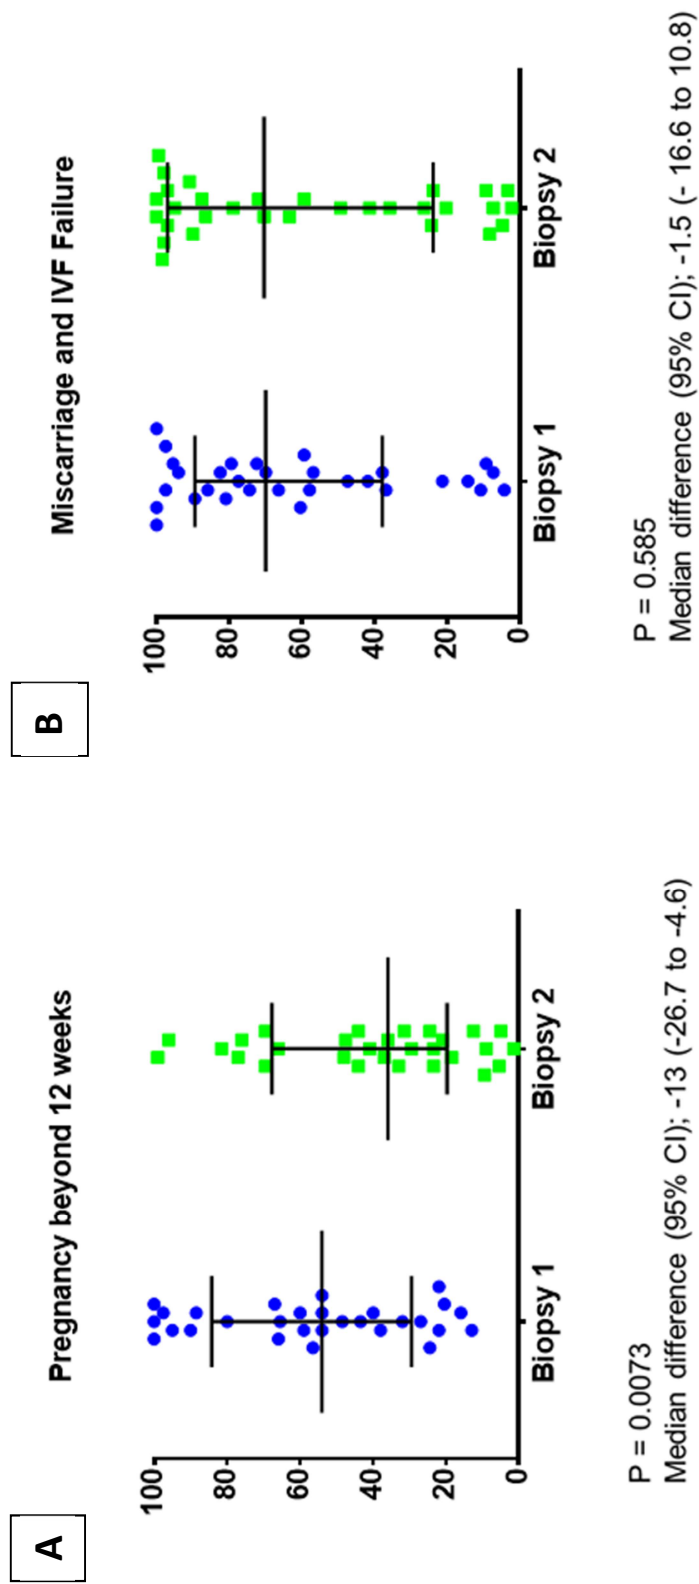 A
Pregnancy beyond 12 weeks
100
80
60
40
20
0
Biopsy 1 Biopsy 2
P = 0.0073
Median difference (95% CI); -13 (-26.7 to -4.6)
B
Miscarriage and IVF Failure
100
80
60
40
20
0
Biopsy 1 Biopsy 2
P = 0.585
Median difference (95% CI); -1.5 (- 16.6 to 10.8)